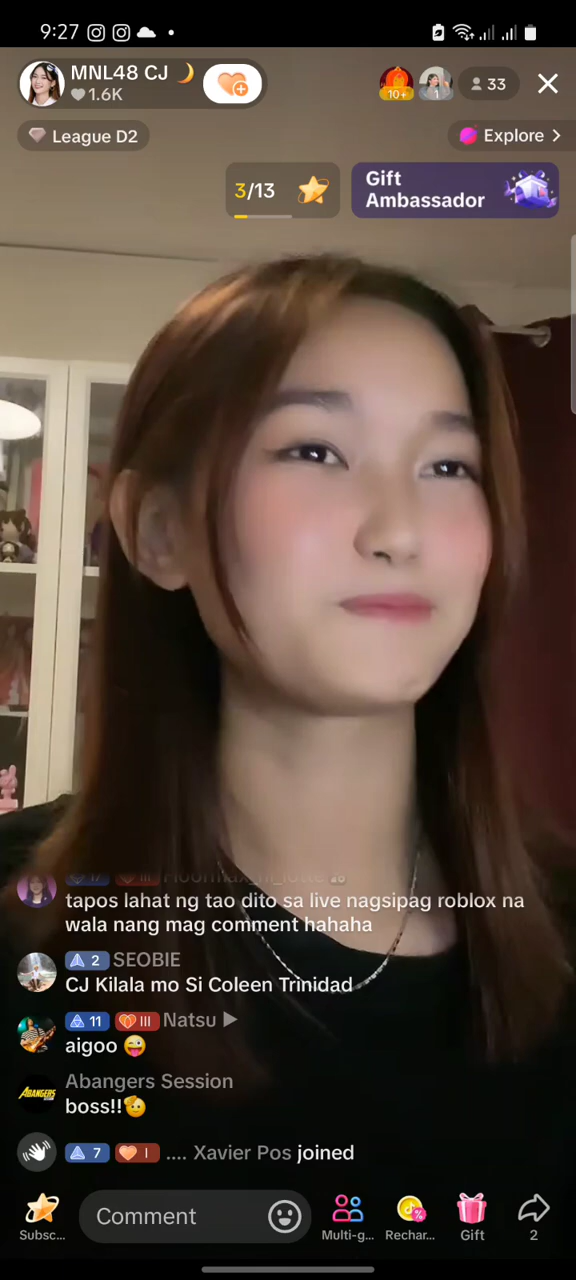 9:27
MNL48 CJ 🌙
1.6K
10+
1
33
League D2
Explore >
3/13
Gift
Ambassador
tapos lahat ng tao dito sa live nagsipag roblox na
wala nang mag comment hahaha
2 SEOBIE
CJ Kilala mo Si Coleen Trinidad
11 III Natsu ▶
aigoo 😜
Abangers Session
boss!!🫡
ABANGERS
7 I .... Xavier Pos joined
Subsc...
Comment
Multi-g...
Rechar...
Gift
2